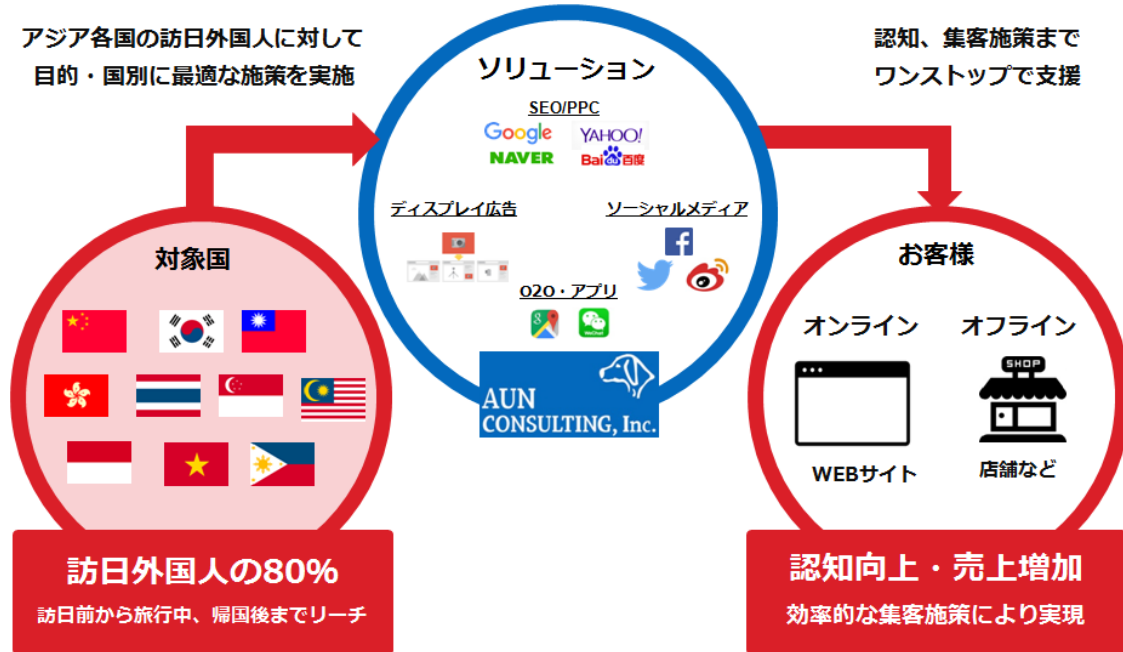 アジア各国の訪日外国人に対して
目的・国別に最適な施策を実施
認知、集客施策まで
ワンストップで支援
ソリューション
SEO/PPC
Google YAHOO!
NAVER Bai du 百度
ディスプレイ広告
ソーシャルメディア
O2O・アプリ
WeChat
AUN
CONSULTING, Inc.
対象国
訪日外国人の80%
訪日前から旅行中、帰国後までリーチ
お客様
オンライン オフライン
SHOP
WEBサイト 店舗など
認知向上・売上増加
効率的な集客施策により実現